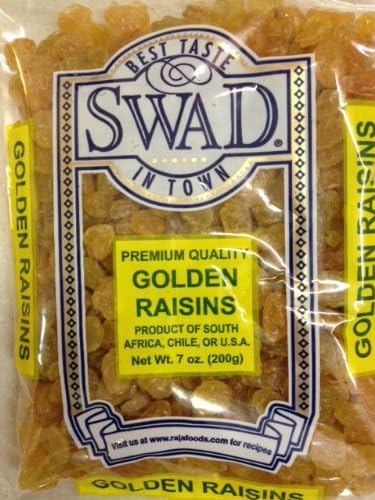 BEST TASTE
SWAD®
PREMIUM
IN TOWN
GOLDEN RAISINS
PREMIUM QUALITY
GOLDEN
RAISINS
PRODUCT OF SOUTH
AFRICA, CHILE, OR U.S.A.
Net Wt. 7 oz. (200g)
GOLDEN RAISINS
Visit us at www.rajafoods.com for recipes
GOLDEN RAISINS